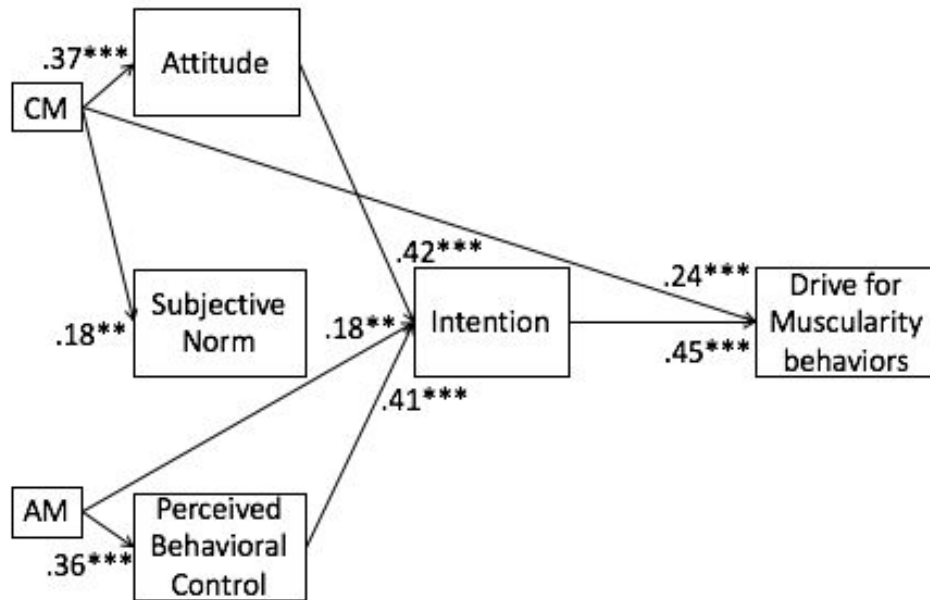 .37***
Attitude
CM
.42***
.24***
Subjective
Norm
.18**
.18**
Intention
Drive for
Muscularity
behaviors
.45***
.41***
AM
Perceived
Behavioral
Control
.36***